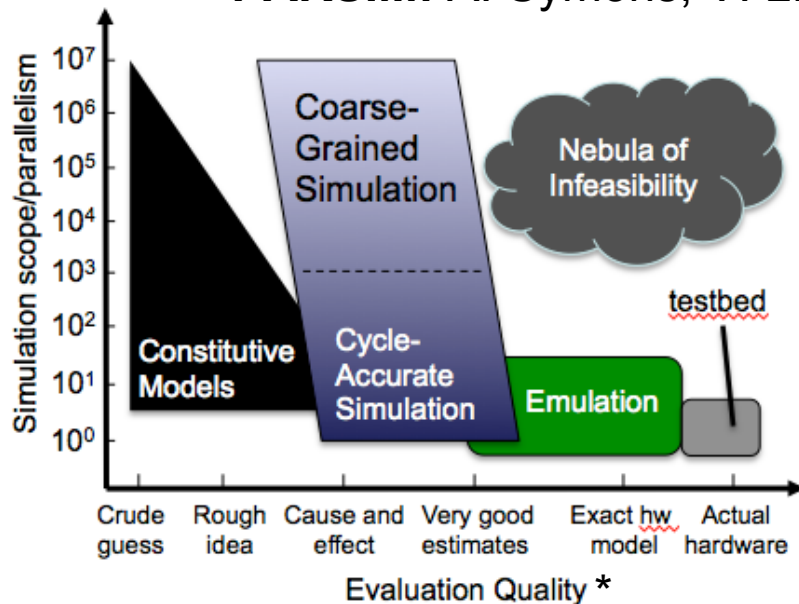 10⁷
10⁶
10⁵
10⁴
10³
10²
10¹
10⁰
Simulation scope/parallelism
Coarse-
Grained
Simulation
Nebula of
Infeasibility
testbed
Constitutive
Models
Cycle-
Accurate
Simulation
Emulation
Crude
guess
Rough
idea
Cause and
effect
Very good
estimates
Exact hw
model
Actual
hardware
Evaluation Quality *